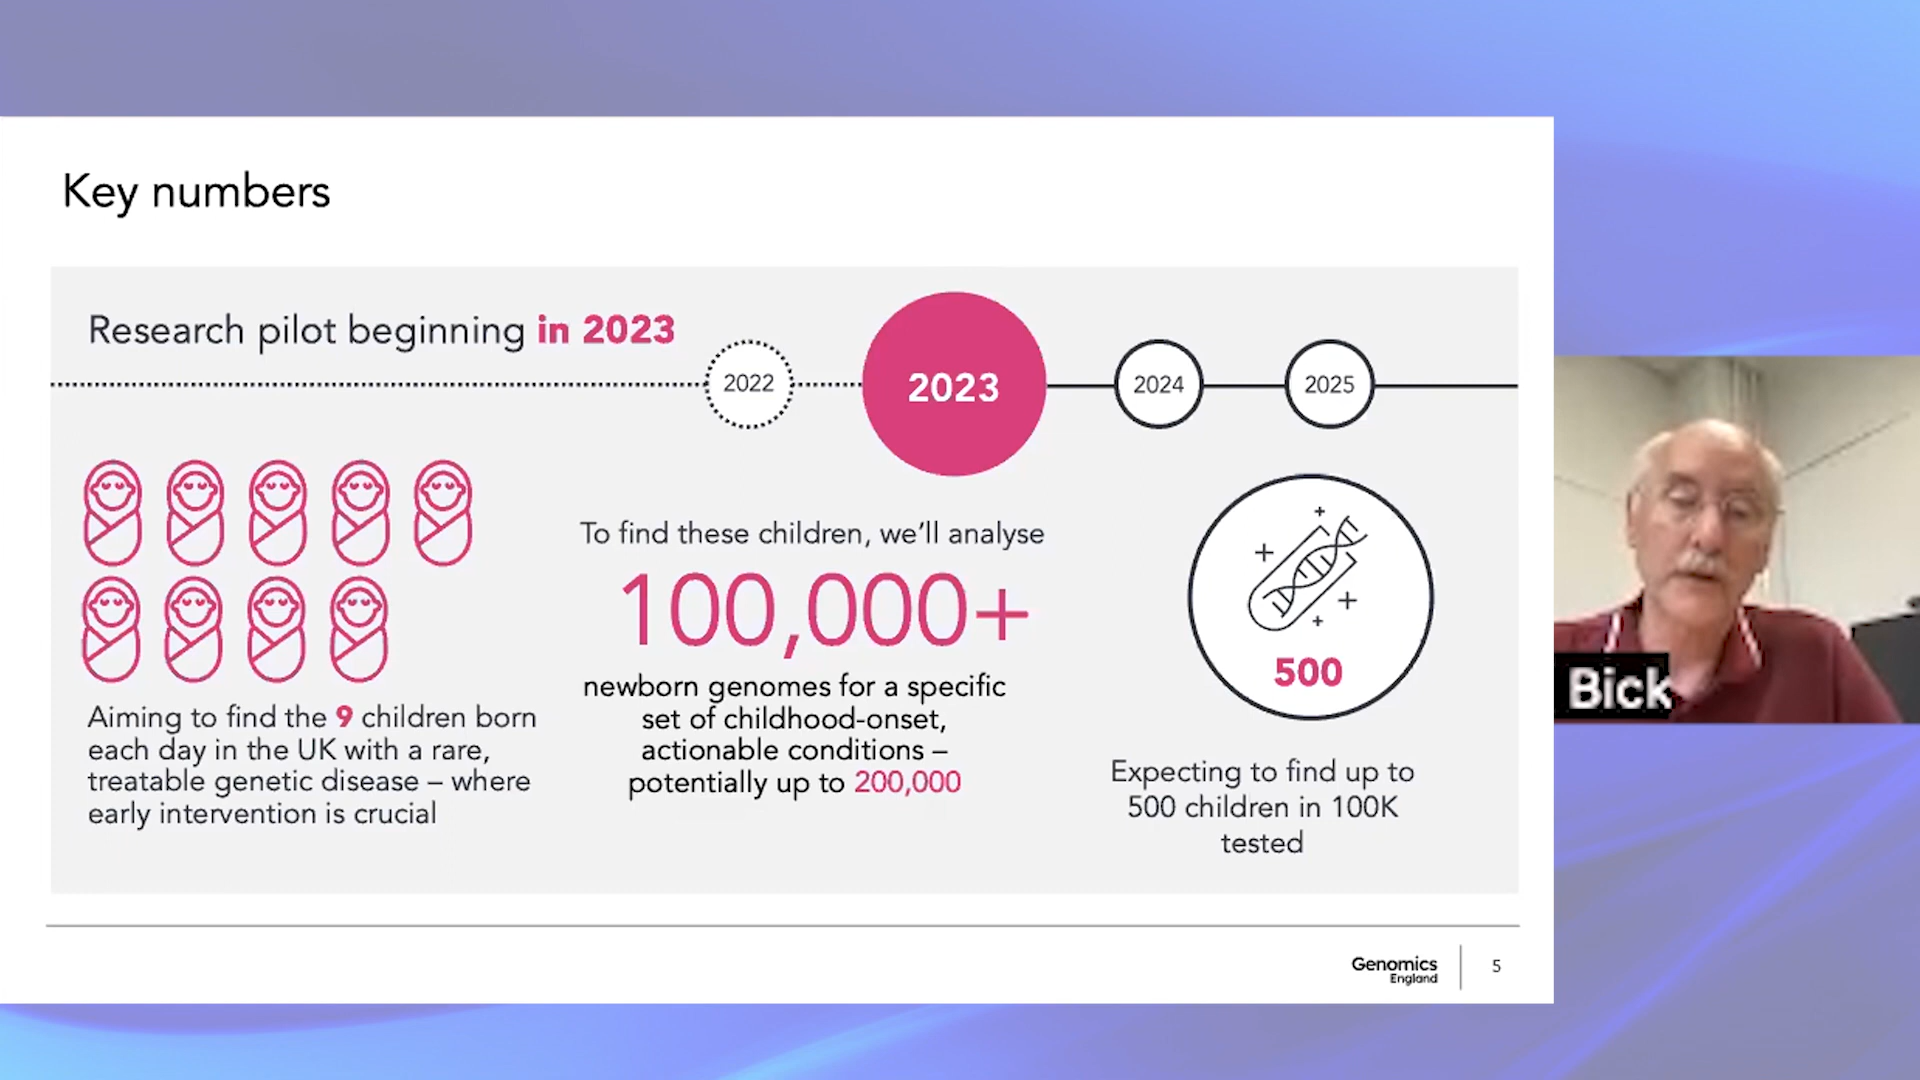 Key numbers
Research pilot beginning in 2023
2022
2023
2024
2025
Aiming to find the 9 children born
each day in the UK with a rare,
treatable genetic disease – where
early intervention is crucial
To find these children, we’ll analyse
100,000+
newborn genomes for a specific
set of childhood-onset,
actionable conditions –
potentially up to 200,000
500
Expecting to find up to
500 children in 100K
tested
Genomics
England
5
Bick